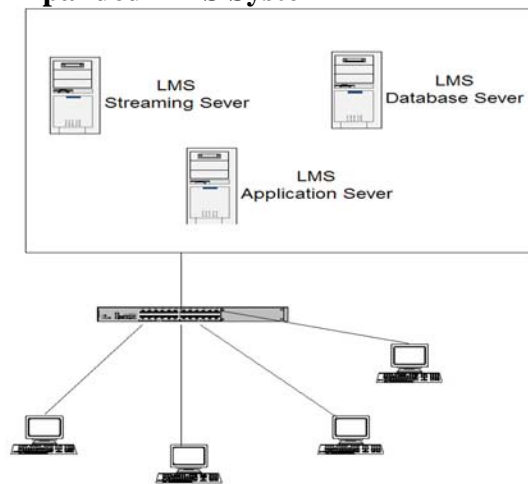 LMS
Streaming Sever
LMS
Database Sever
LMS
Application Sever